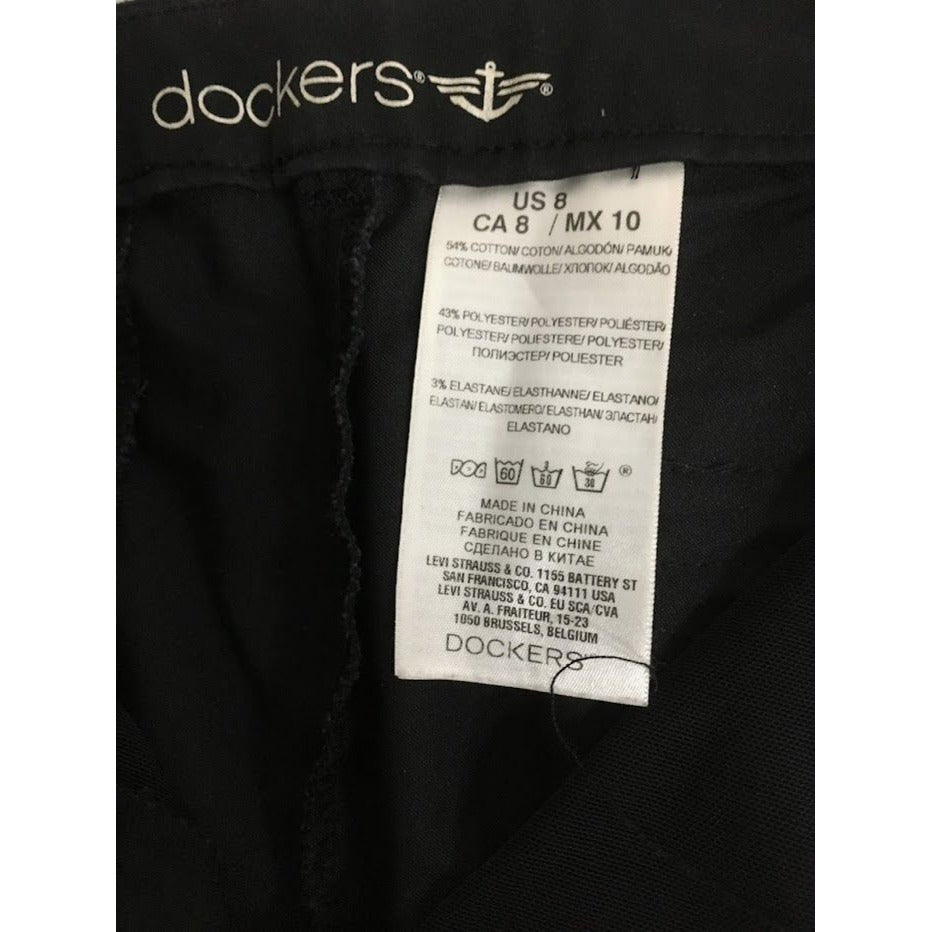 dockers®
®
US 8
CA 8 / MX 10
54% COTTON/ COTON/ ALGODÓN/ PAMUK/
COTONE/ BAUMWOLLE/ ХЛОПОК/ ALGODÃO
43% POLYESTER/ POLYESTER/ POLIÉSTER/
POLYESTER/ POLIESTERE/ POLYESTER/
ПОЛИЭСТЕР/ POLIESTER
3% ELASTANE/ ELASTHANNE/ ELASTANO/
ELASTAN/ ELASTOMERO/ ELASTHAN/ ЭЛАСТАН/
ELASTANO
60 60 30 ®
MADE IN CHINA
FABRICADO EN CHINA
FABRIQUE EN CHINE
СДЕЛАНО В КИТАЕ
LEVI STRAUSS & CO. 1155 BATTERY ST
SAN FRANCISCO, CA 94111 USA
LEVI STRAUSS & CO. EU SCA/CVA
AV. A. FRAITEUR, 15-23
1050 BRUSSELS, BELGIUM
DOCKERS®